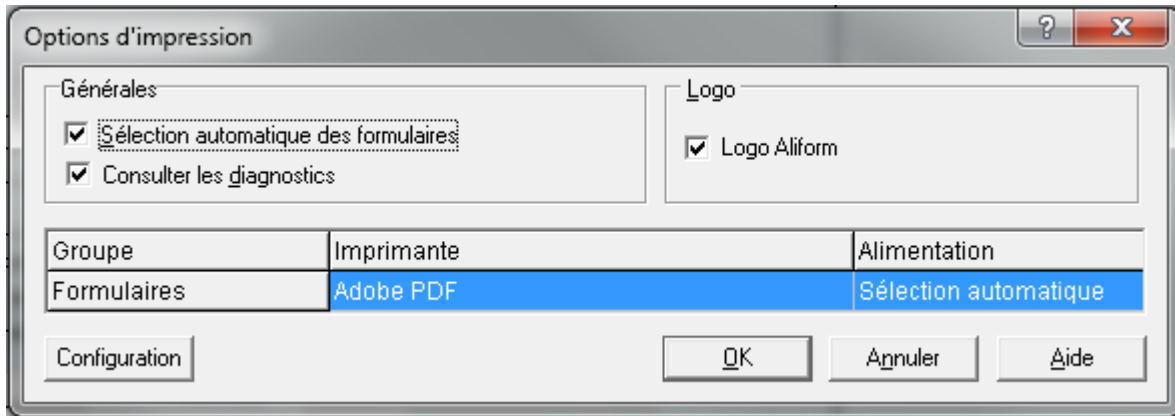 Options d'impression
Générales
Sélection automatique des formulaires
Consulter les diagnostics
Logo
Logo Aliform
Groupe Imprimante Alimentation
Formulaires Adobe PDF Sélection automatique
Configuration OK Annuler Aide